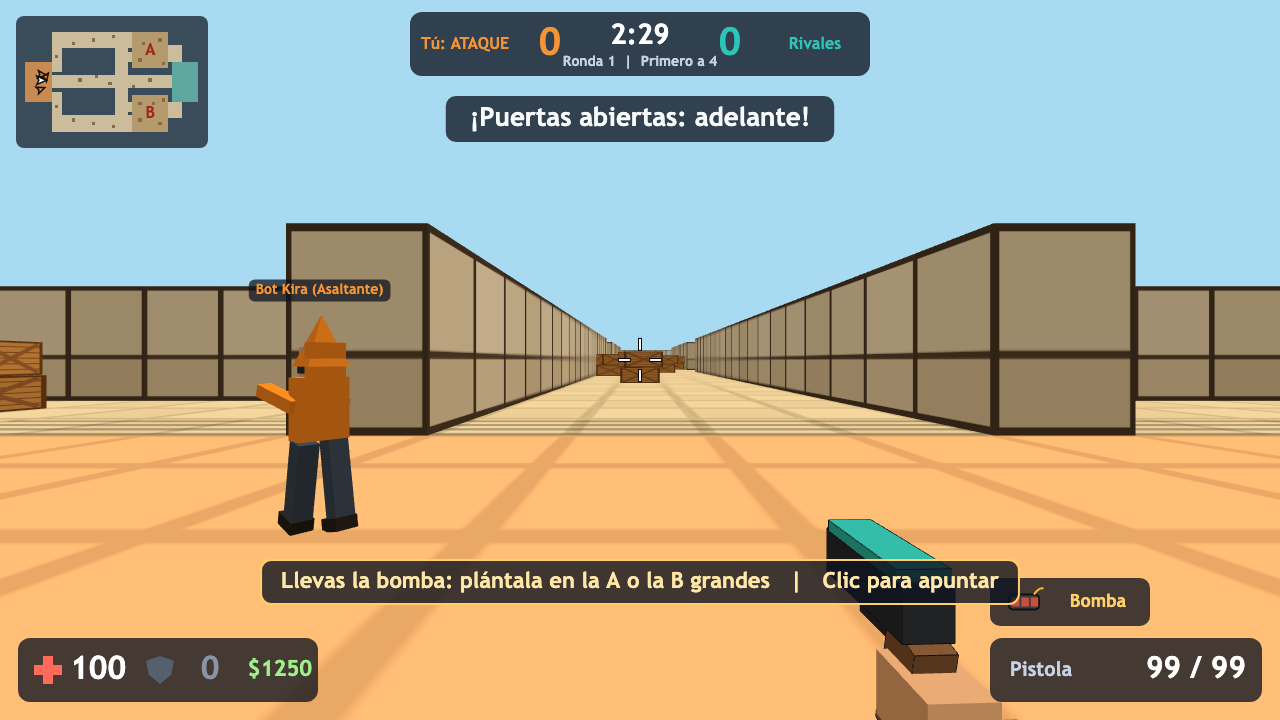 A
B
Tú: ATAQUE
0
2:29
0
Rivales
Ronda 1 | Primero a 4
¡Puertas abiertas: adelante!
Bot Kira (Asaltante)
Llevas la bomba: plántala en la A o la B grandes | Clic para apuntar
Bomba
100
0
$1250
Pistola
99 / 99